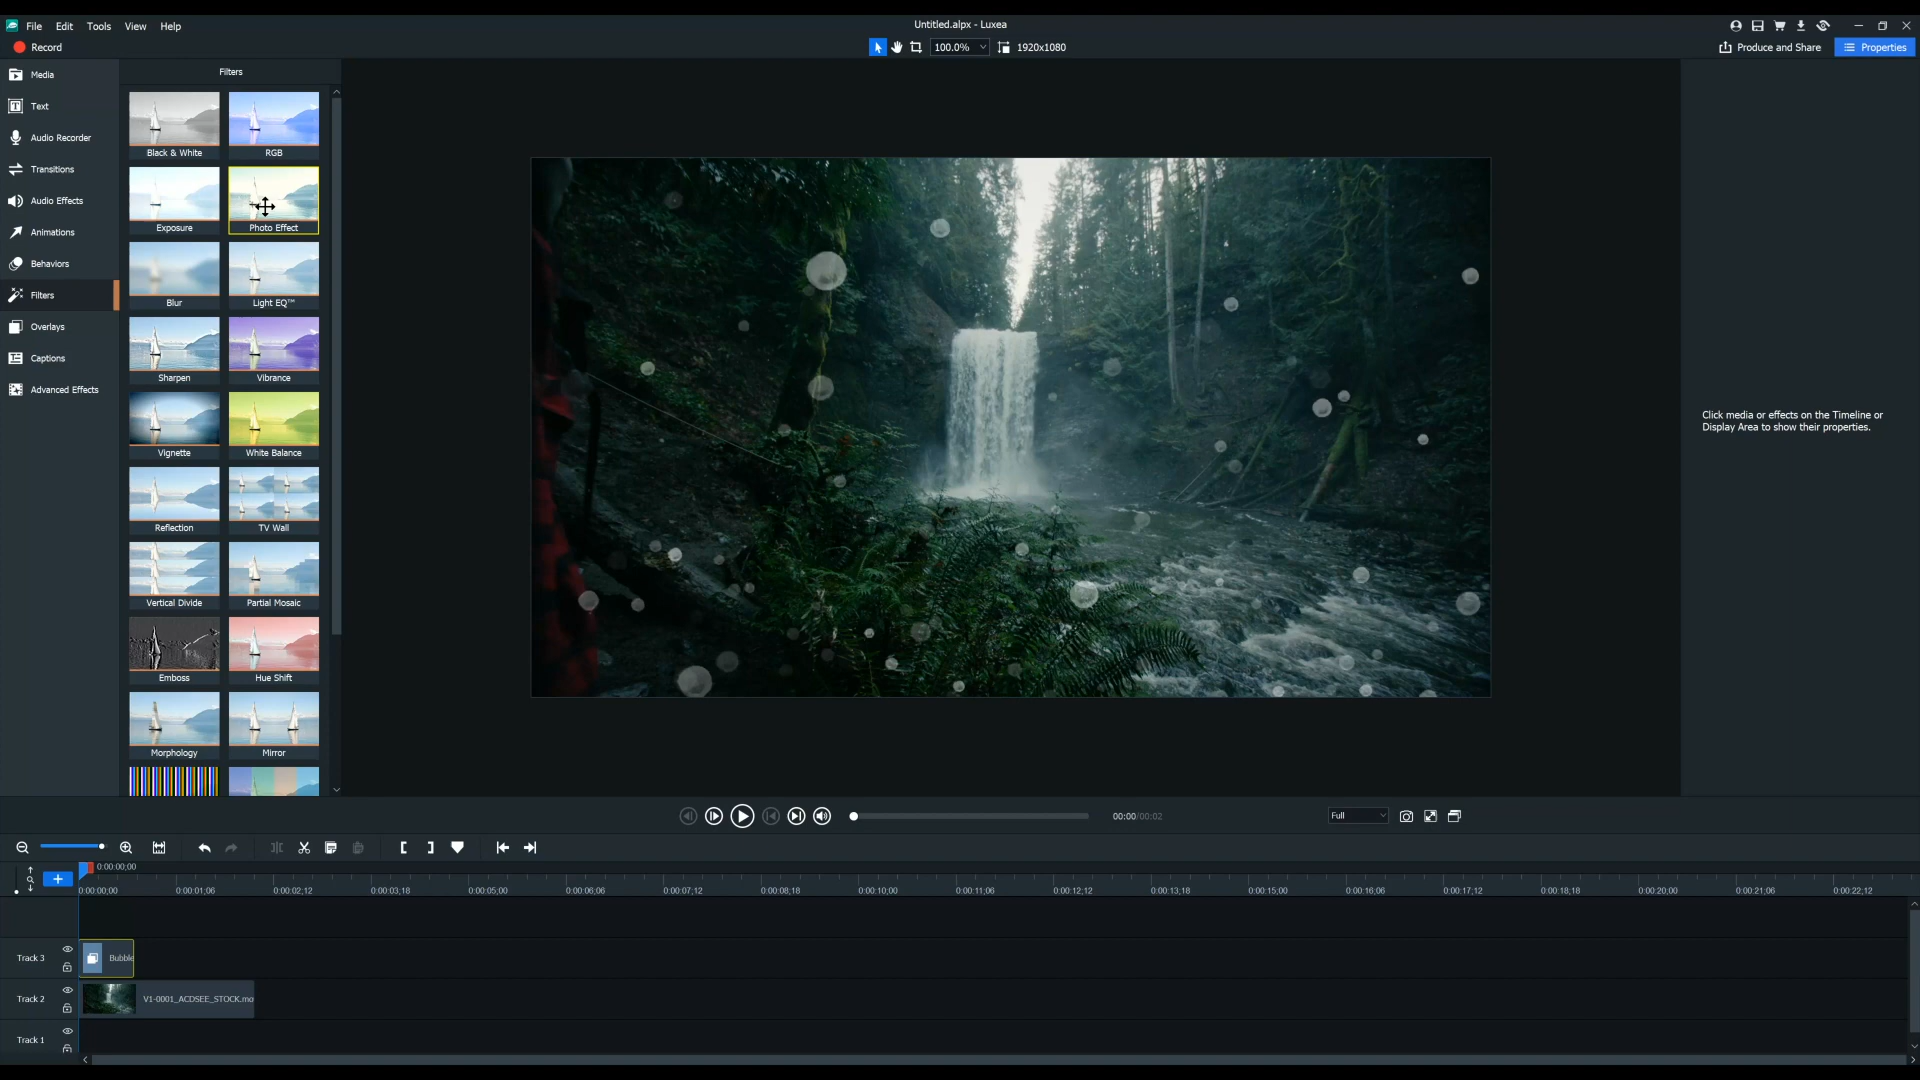 Untitled.alpx - Luxea
File Edit Tools View Help
Record
100.0% 1920x1080
Produce and Share Properties
Media
Text
Audio Recorder
Transitions
Audio Effects
Animations
Behaviors
Filters
Overlays
Captions
Advanced Effects
Filters
Black & White RGB
Exposure Photo Effect
Blur Light EQ™
Sharpen Vibrance
Vignette White Balance
Reflection TV Wall
Vertical Divide Partial Mosaic
Emboss Hue Shift
Morphology Mirror
Click media or effects on the Timeline or
Display Area to show their properties.
00:00/00:02 Full
0:00:00;00
0:00:00;00 0:00:01;06 0:00:02;12 0:00:03;18 0:00:05;00 0:00:06;06 0:00:07;12 0:00:08;18 0:00:10;00 0:00:11;06 0:00:12;12 0:00:13;18 0:00:15;00 0:00:16;06 0:00:17;12 0:00:18;18 0:00:20;00 0:00:21;06 0:00:22;12
Track 3 Bubble
Track 2 V1-0001_ACDSEE_STOCK.mo
Track 1